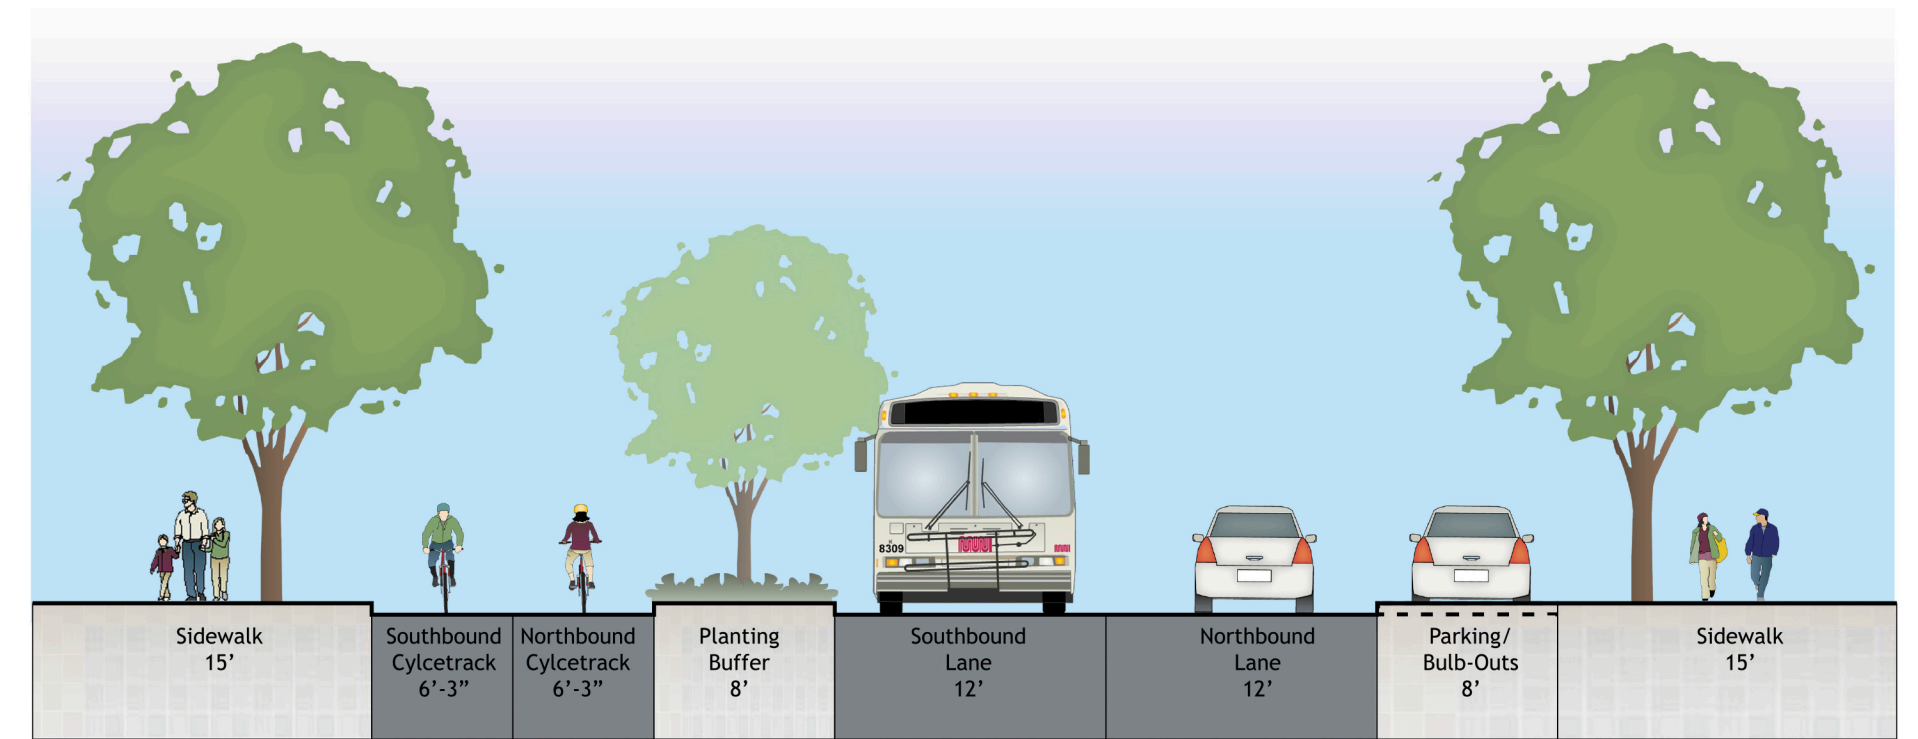 8309
MUNI
Sidewalk
15’
Southbound
Cylcetrack
6’-3”
Northbound
Cylcetrack
6’-3”
Planting
Buffer
8’
Southbound
Lane
12’
Northbound
Lane
12’
Parking/
Bulb-Outs
8’
Sidewalk
15’